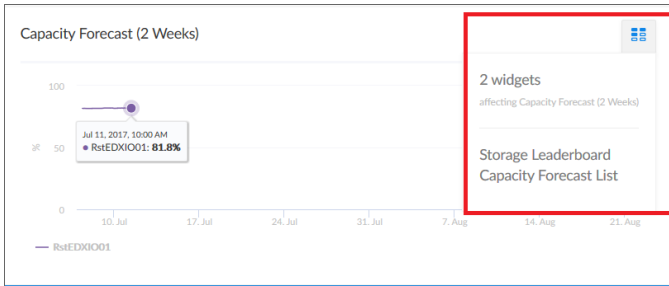 Capacity Forecast (2 Weeks)
2 widgets
affecting Capacity Forecast (2 Weeks)
Storage Leaderboard
Capacity Forecast List
100
50
0
%
Jul 11, 2017, 10:00 AM
● RstEDXIO01: 81.8%
10. Jul 17. Jul 24. Jul 31. Jul 7. Aug 14. Aug 21. Aug
RstEDXIO01